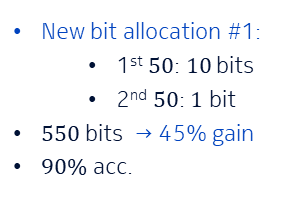 • New bit allocation #1:
• 1st 50: 10 bits
• 2nd 50: 1 bit
• 550 bits → 45% gain
• 90% acc.